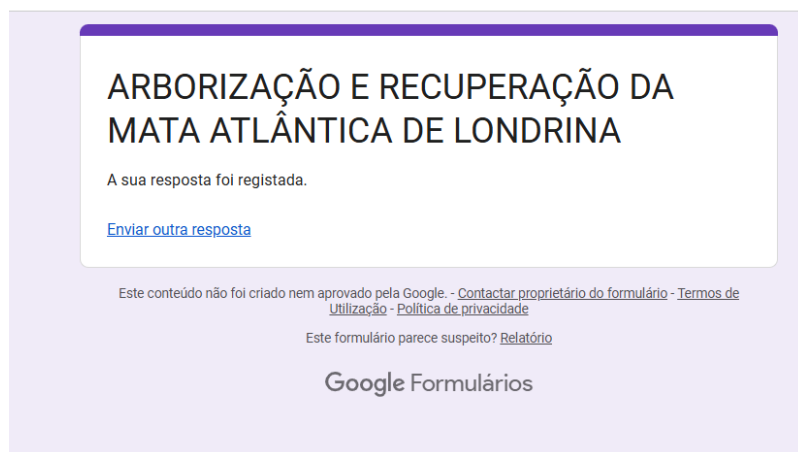 ARBORIZAÇÃO E RECUPERAÇÃO DA
MATA ATLÂNTICA DE LONDRINA
A sua resposta foi registada.
Enviar outra resposta
Este conteúdo não foi criado nem aprovado pela Google. - Contactar proprietário do formulário - Termos de
Utilização - Política de privacidade
Este formulário parece suspeito? Relatório
Google Formulários